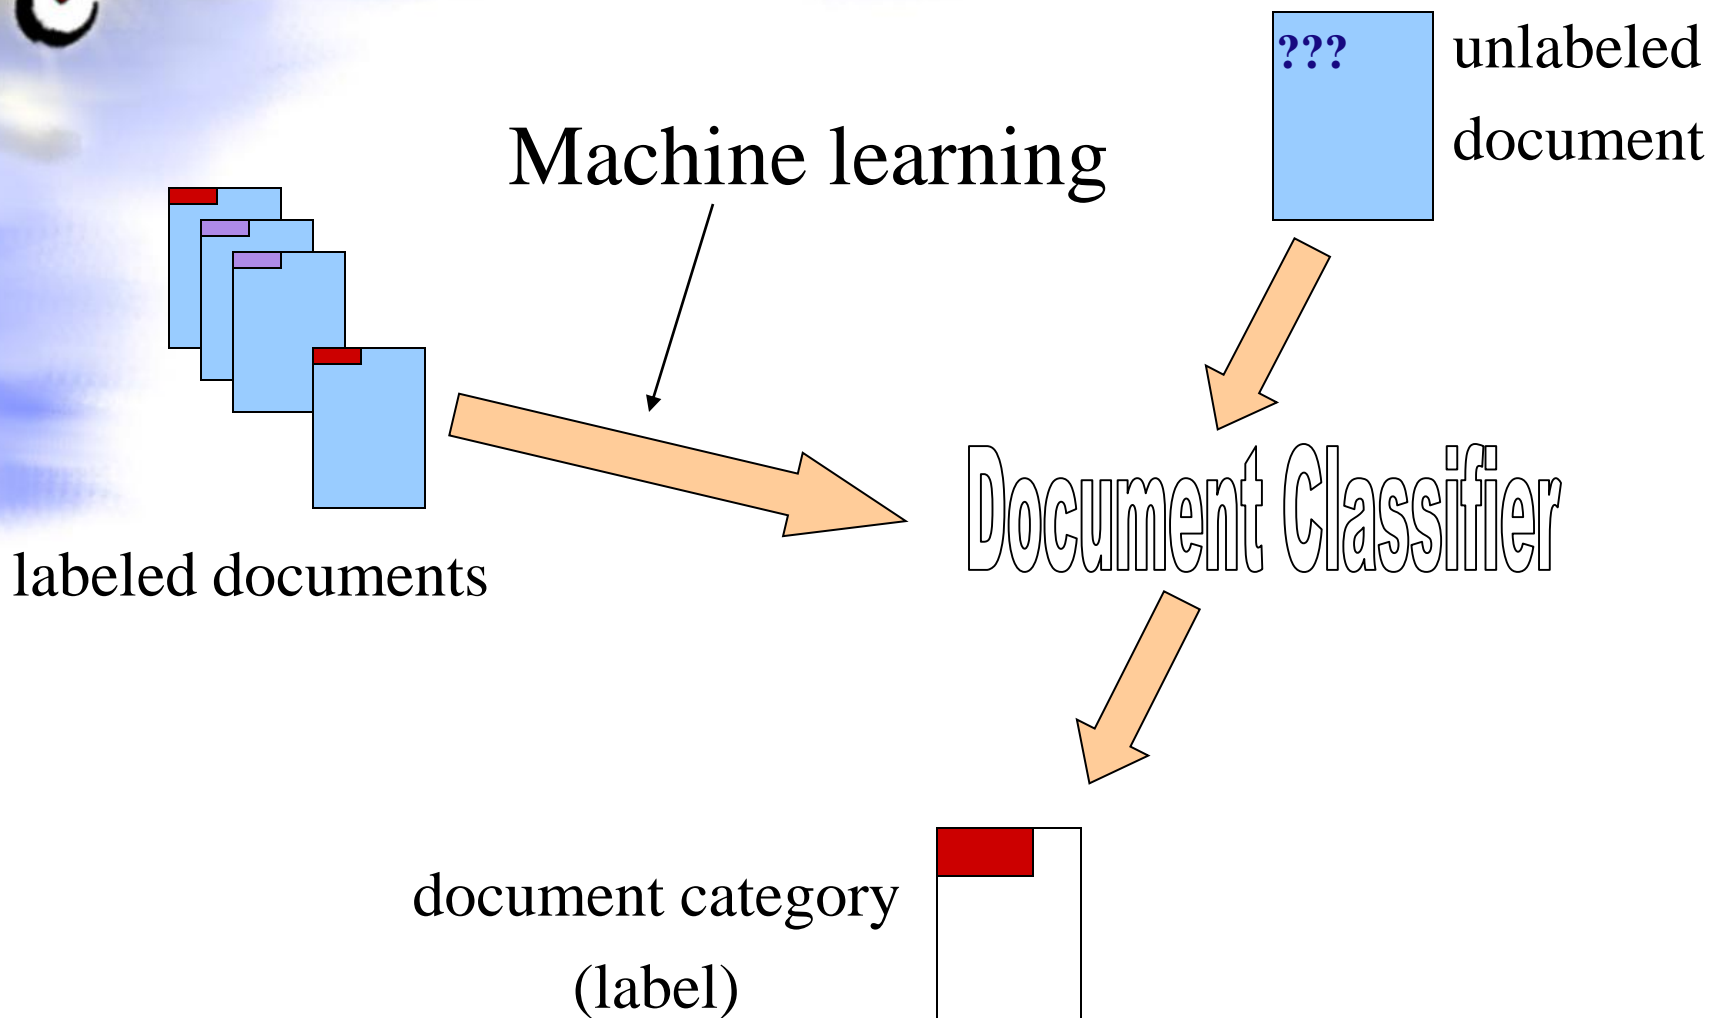 ???
unlabeled
document
Machine learning
labeled documents
Document Classifier
document category
(label)